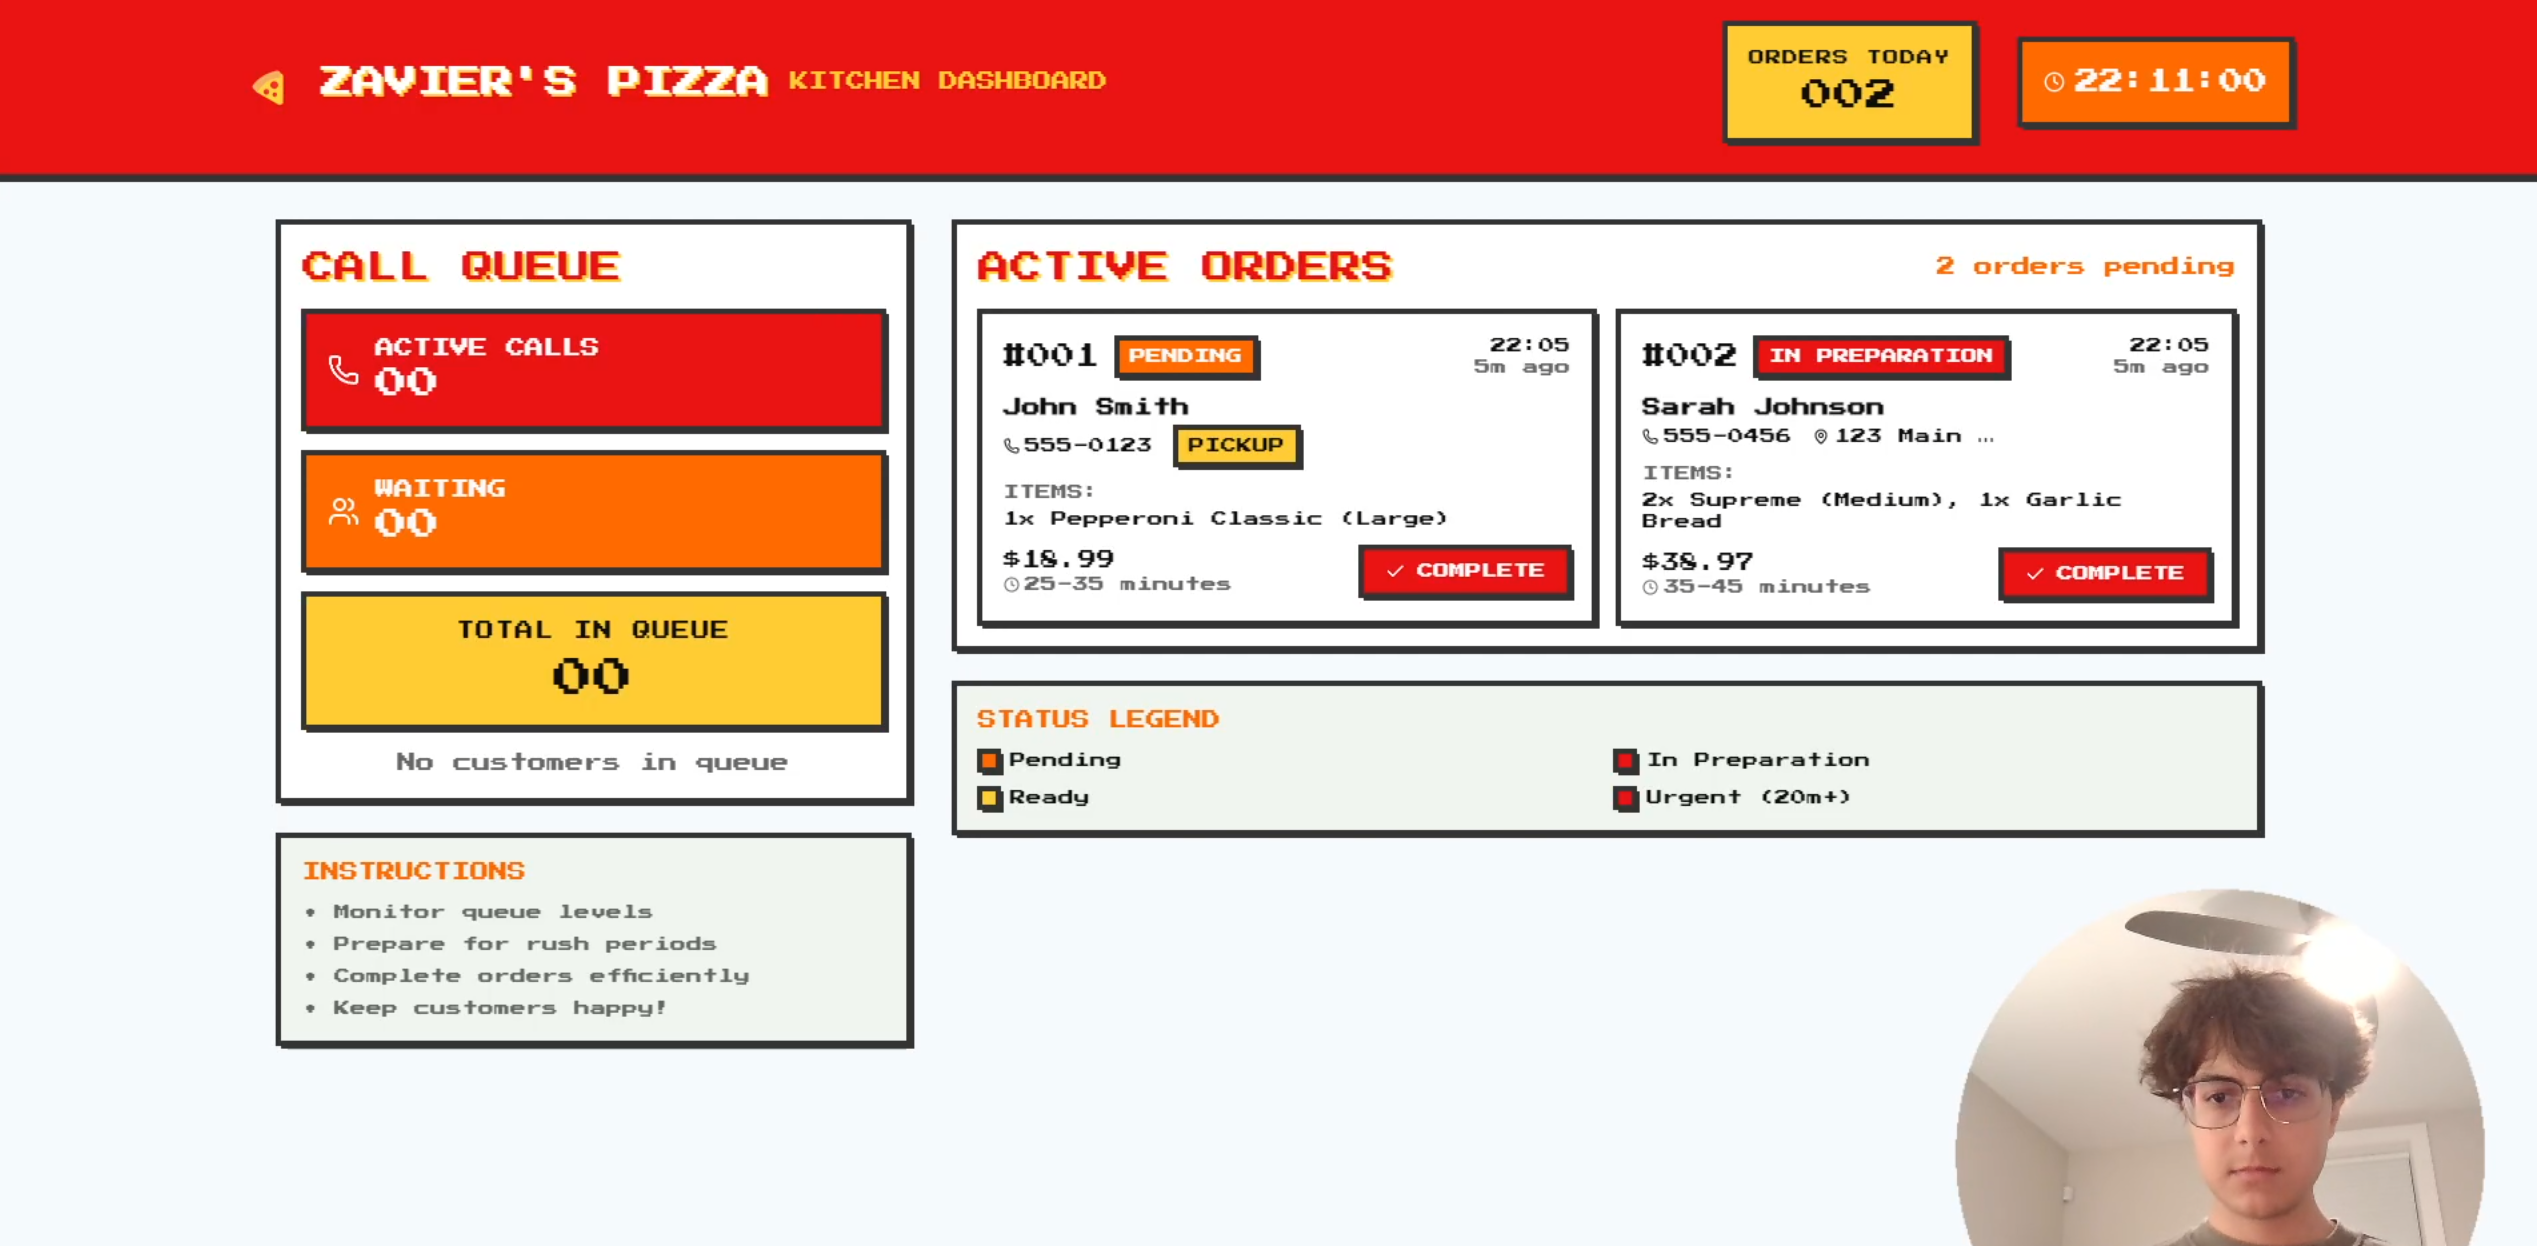 ZAVIER'S PIZZA KITCHEN DASHBOARD
ORDERS TODAY
002
22:11:00
CALL QUEUE
ACTIVE CALLS
00
WAITING
00
TOTAL IN QUEUE
00
No customers in queue
INSTRUCTIONS
• Monitor queue levels
• Prepare for rush periods
• Complete orders efficiently
• Keep customers happy!
ACTIVE ORDERS
2 orders pending
#001 PENDING 22:05
5m ago
John Smith
555-0123 PICKUP
ITEMS:
1x Pepperoni Classic (Large)
$18.99
25-35 minutes
COMPLETE
#002 IN PREPARATION 22:05
5m ago
Sarah Johnson
555-0456 123 Main ...
ITEMS:
2x Supreme (Medium), 1x Garlic
Bread
$38.97
35-45 minutes
COMPLETE
STATUS LEGEND
Pending
In Preparation
Ready
Urgent (20m+)